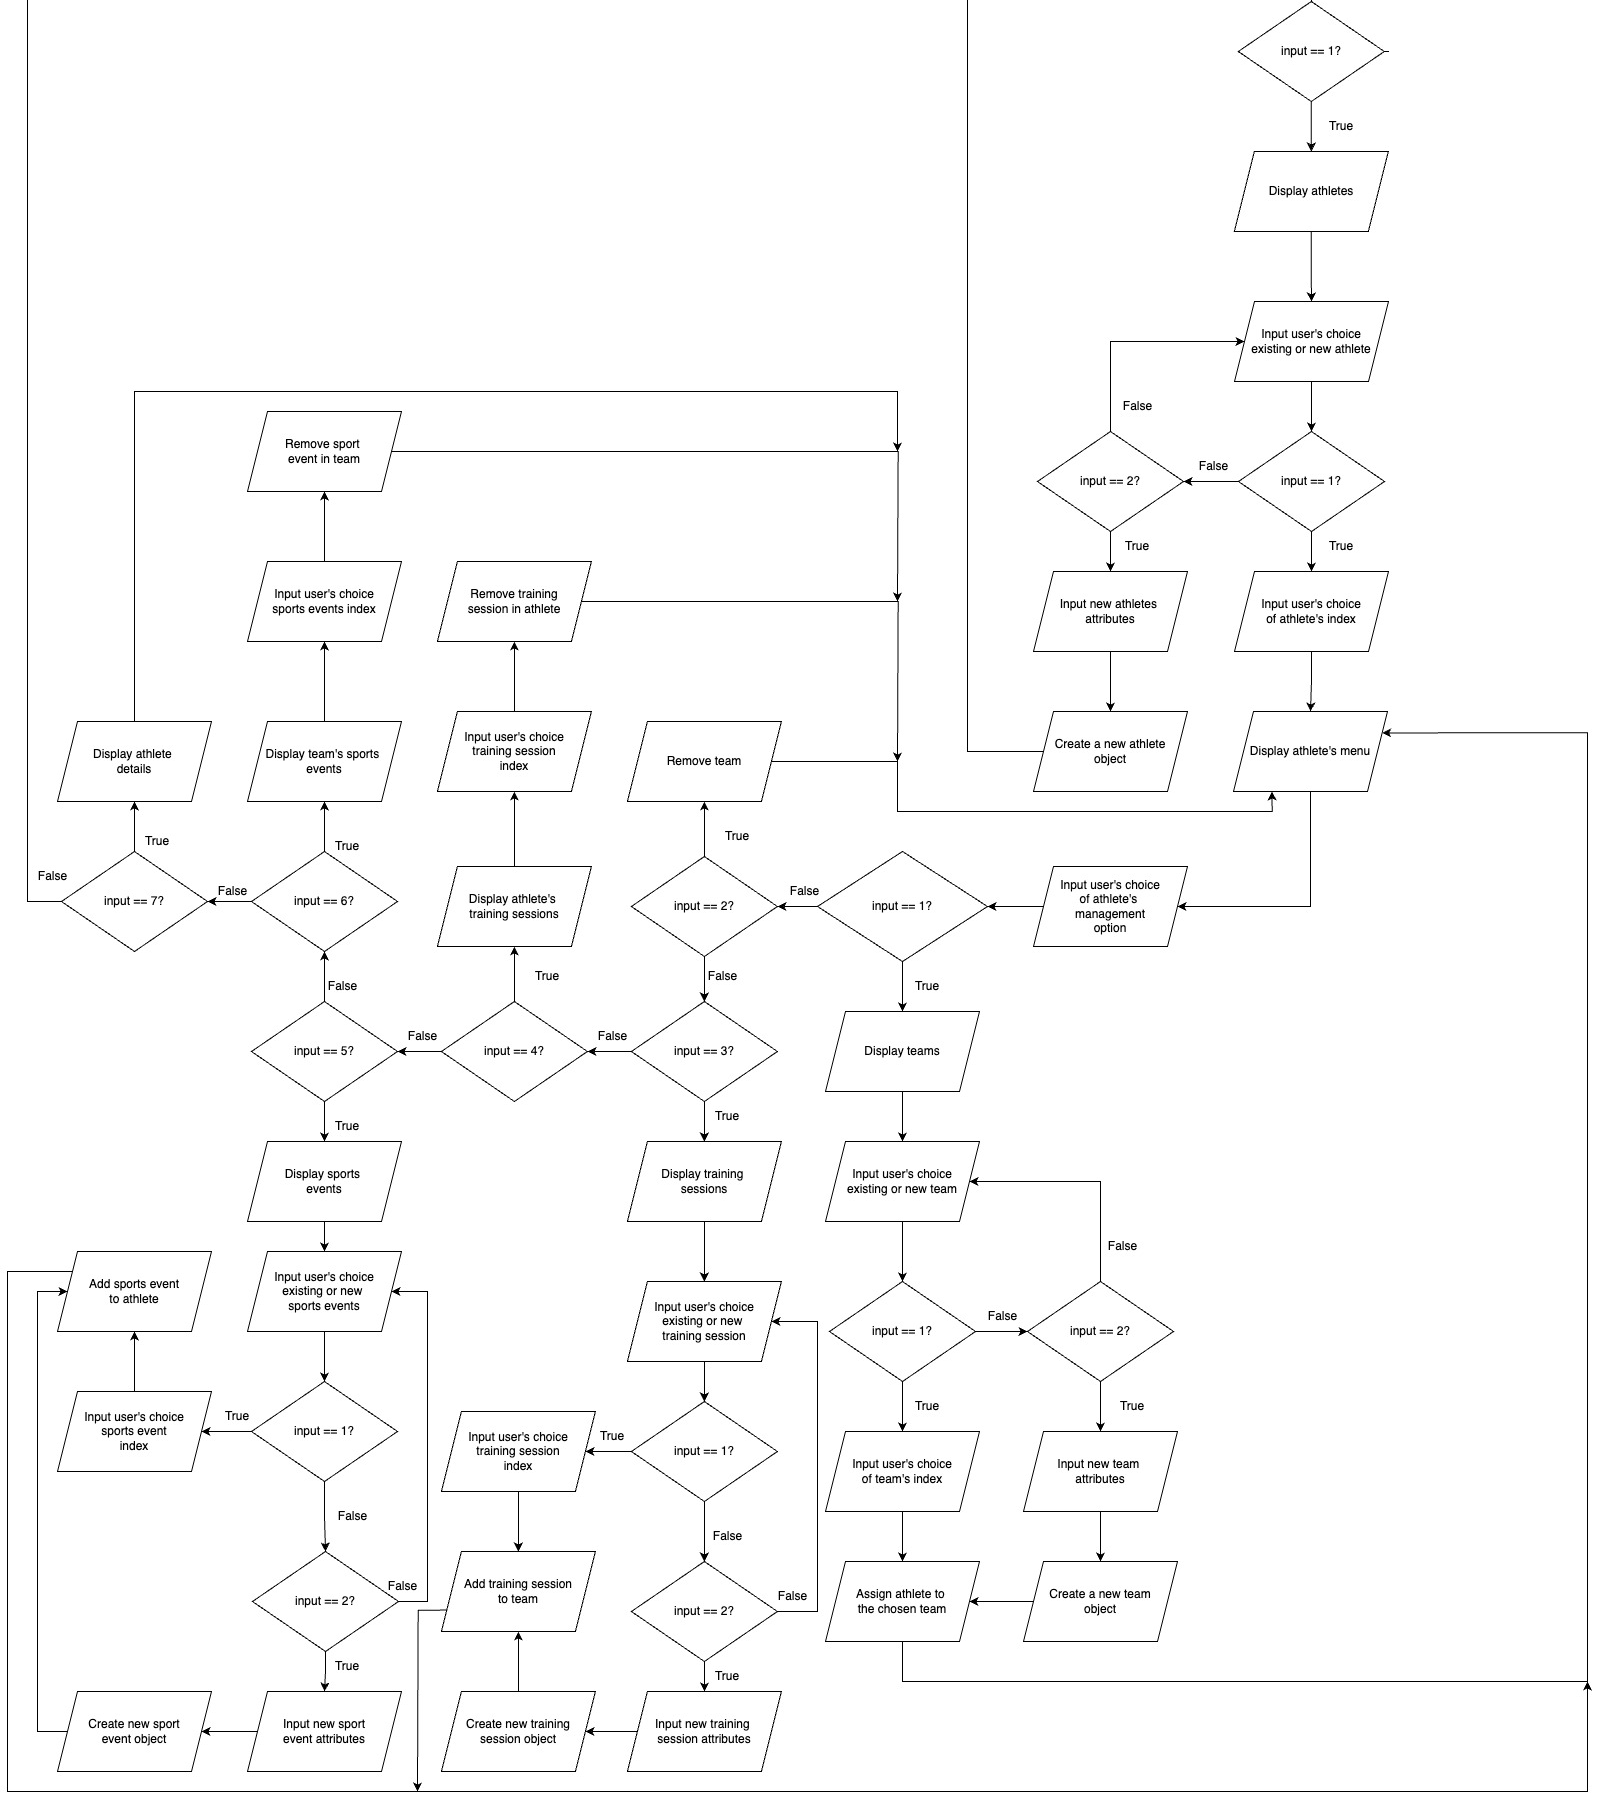 input == 1?
True
Display athletes
Input user's choice
existing or new athlete
False
Remove sport
event in team
input == 2?
False
input == 1?
True
True
Input user's choice
sports events index
Remove training
session in athlete
Input new athletes
attributes
Input user's choice
of athlete's index
Display athlete
details
Display team's sports
events
Input user's choice
training session
index
Remove team
Create a new athlete
object
Display athlete's menu
True
True
True
False
input == 7?
False
input == 6?
Display athlete's
training sessions
input == 2?
False
input == 1?
Input user's choice
of athlete's
management
option
False
True
False
True
input == 5?
False
input == 4?
False
input == 3?
Display teams
True
True
Display sports
events
Display training
sessions
Input user's choice
existing or new team
False
Add sports event
to athlete
Input user's choice
existing or new
sports events
Input user's choice
existing or new
training session
input == 1?
False
input == 2?
True
True
Input user's choice
sports event
index
True
input == 1?
Input user's choice
training session
index
True
input == 1?
Input user's choice
of team's index
Input new team
attributes
False
False
input == 2?
False
Add training session
to team
input == 2?
False
Assign athlete to
the chosen team
Create a new team
object
True
True
Create new sport
event object
Input new sport
event attributes
Create new training
session object
Input new training
session attributes